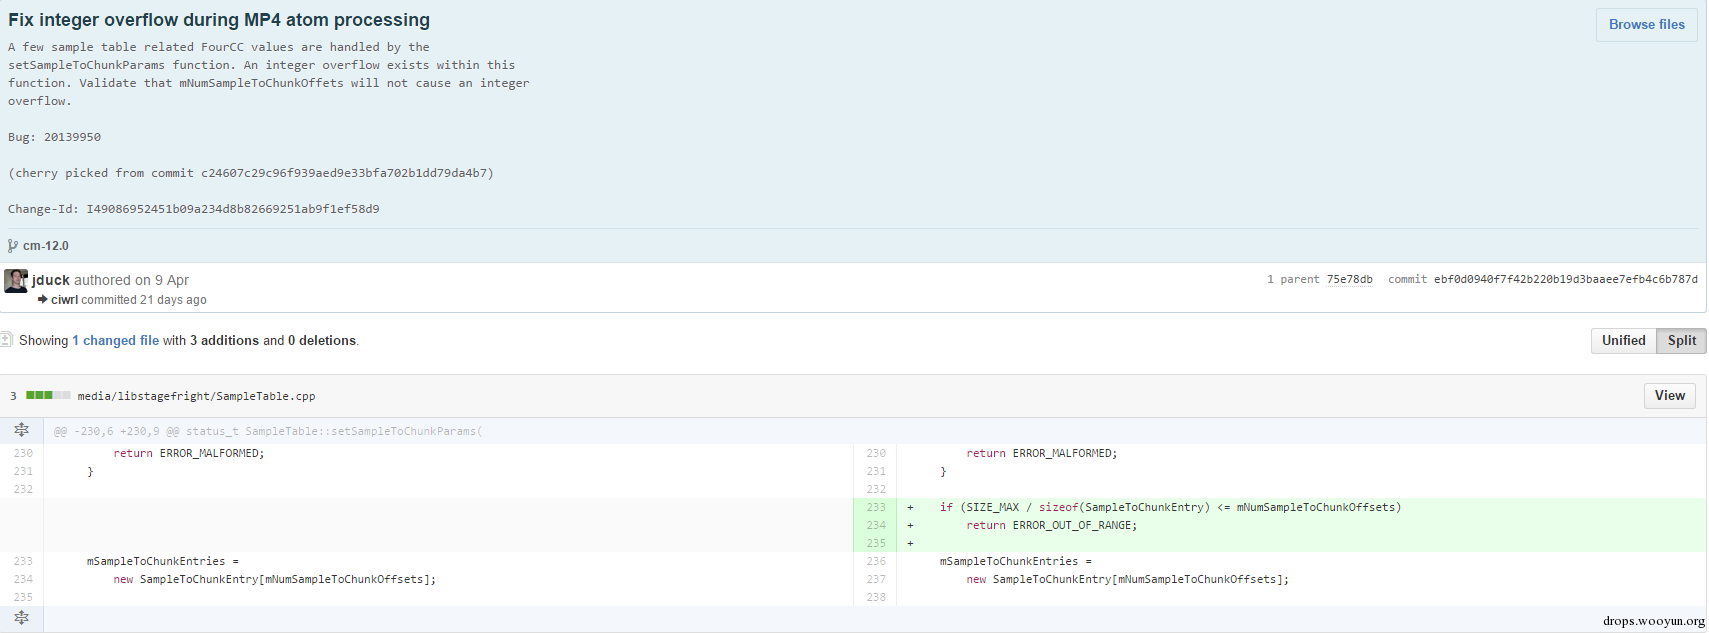 Fix integer overflow during MP4 atom processing
Browse files
A few sample table related FourCC values are handled by the
setSampleToChunkParams function. An integer overflow exists within this
function. Validate that mNumSampleToChunkOffets will not cause an integer
overflow.
Bug: 20139950
(cherry picked from commit c24607c29c96f939aed9e33bfa702b1dd79da4b7)
Change-Id: I49086952451b09a234d8b82669251ab9f1ef58d9
cm-12.0
jduck authored on 9 Apr
1 parent 75e78db commit ebf0d0940f7f42b220b19d3baaee7efb4c6b787d
ciwrl committed 21 days ago
Showing 1 changed file with 3 additions and 0 deletions.
Unified Split
3 media/libstagefright/SampleTable.cpp
View
@@ -230,6 +230,9 @@ status_t SampleTable::setSampleToChunkParams(
230 return ERROR_MALFORMED; 230 return ERROR_MALFORMED;
231 } 231 }
232 232
233 + if (SIZE_MAX / sizeof(SampleToChunkEntry) <= mNumSampleToChunkOffsets)
234 + return ERROR_OUT_OF_RANGE;
235 +
233 mSampleToChunkEntries = 236 mSampleToChunkEntries =
234 new SampleToChunkEntry[mNumSampleToChunkOffsets]; 237 new SampleToChunkEntry[mNumSampleToChunkOffsets];
235 238
drops.wooyun.org